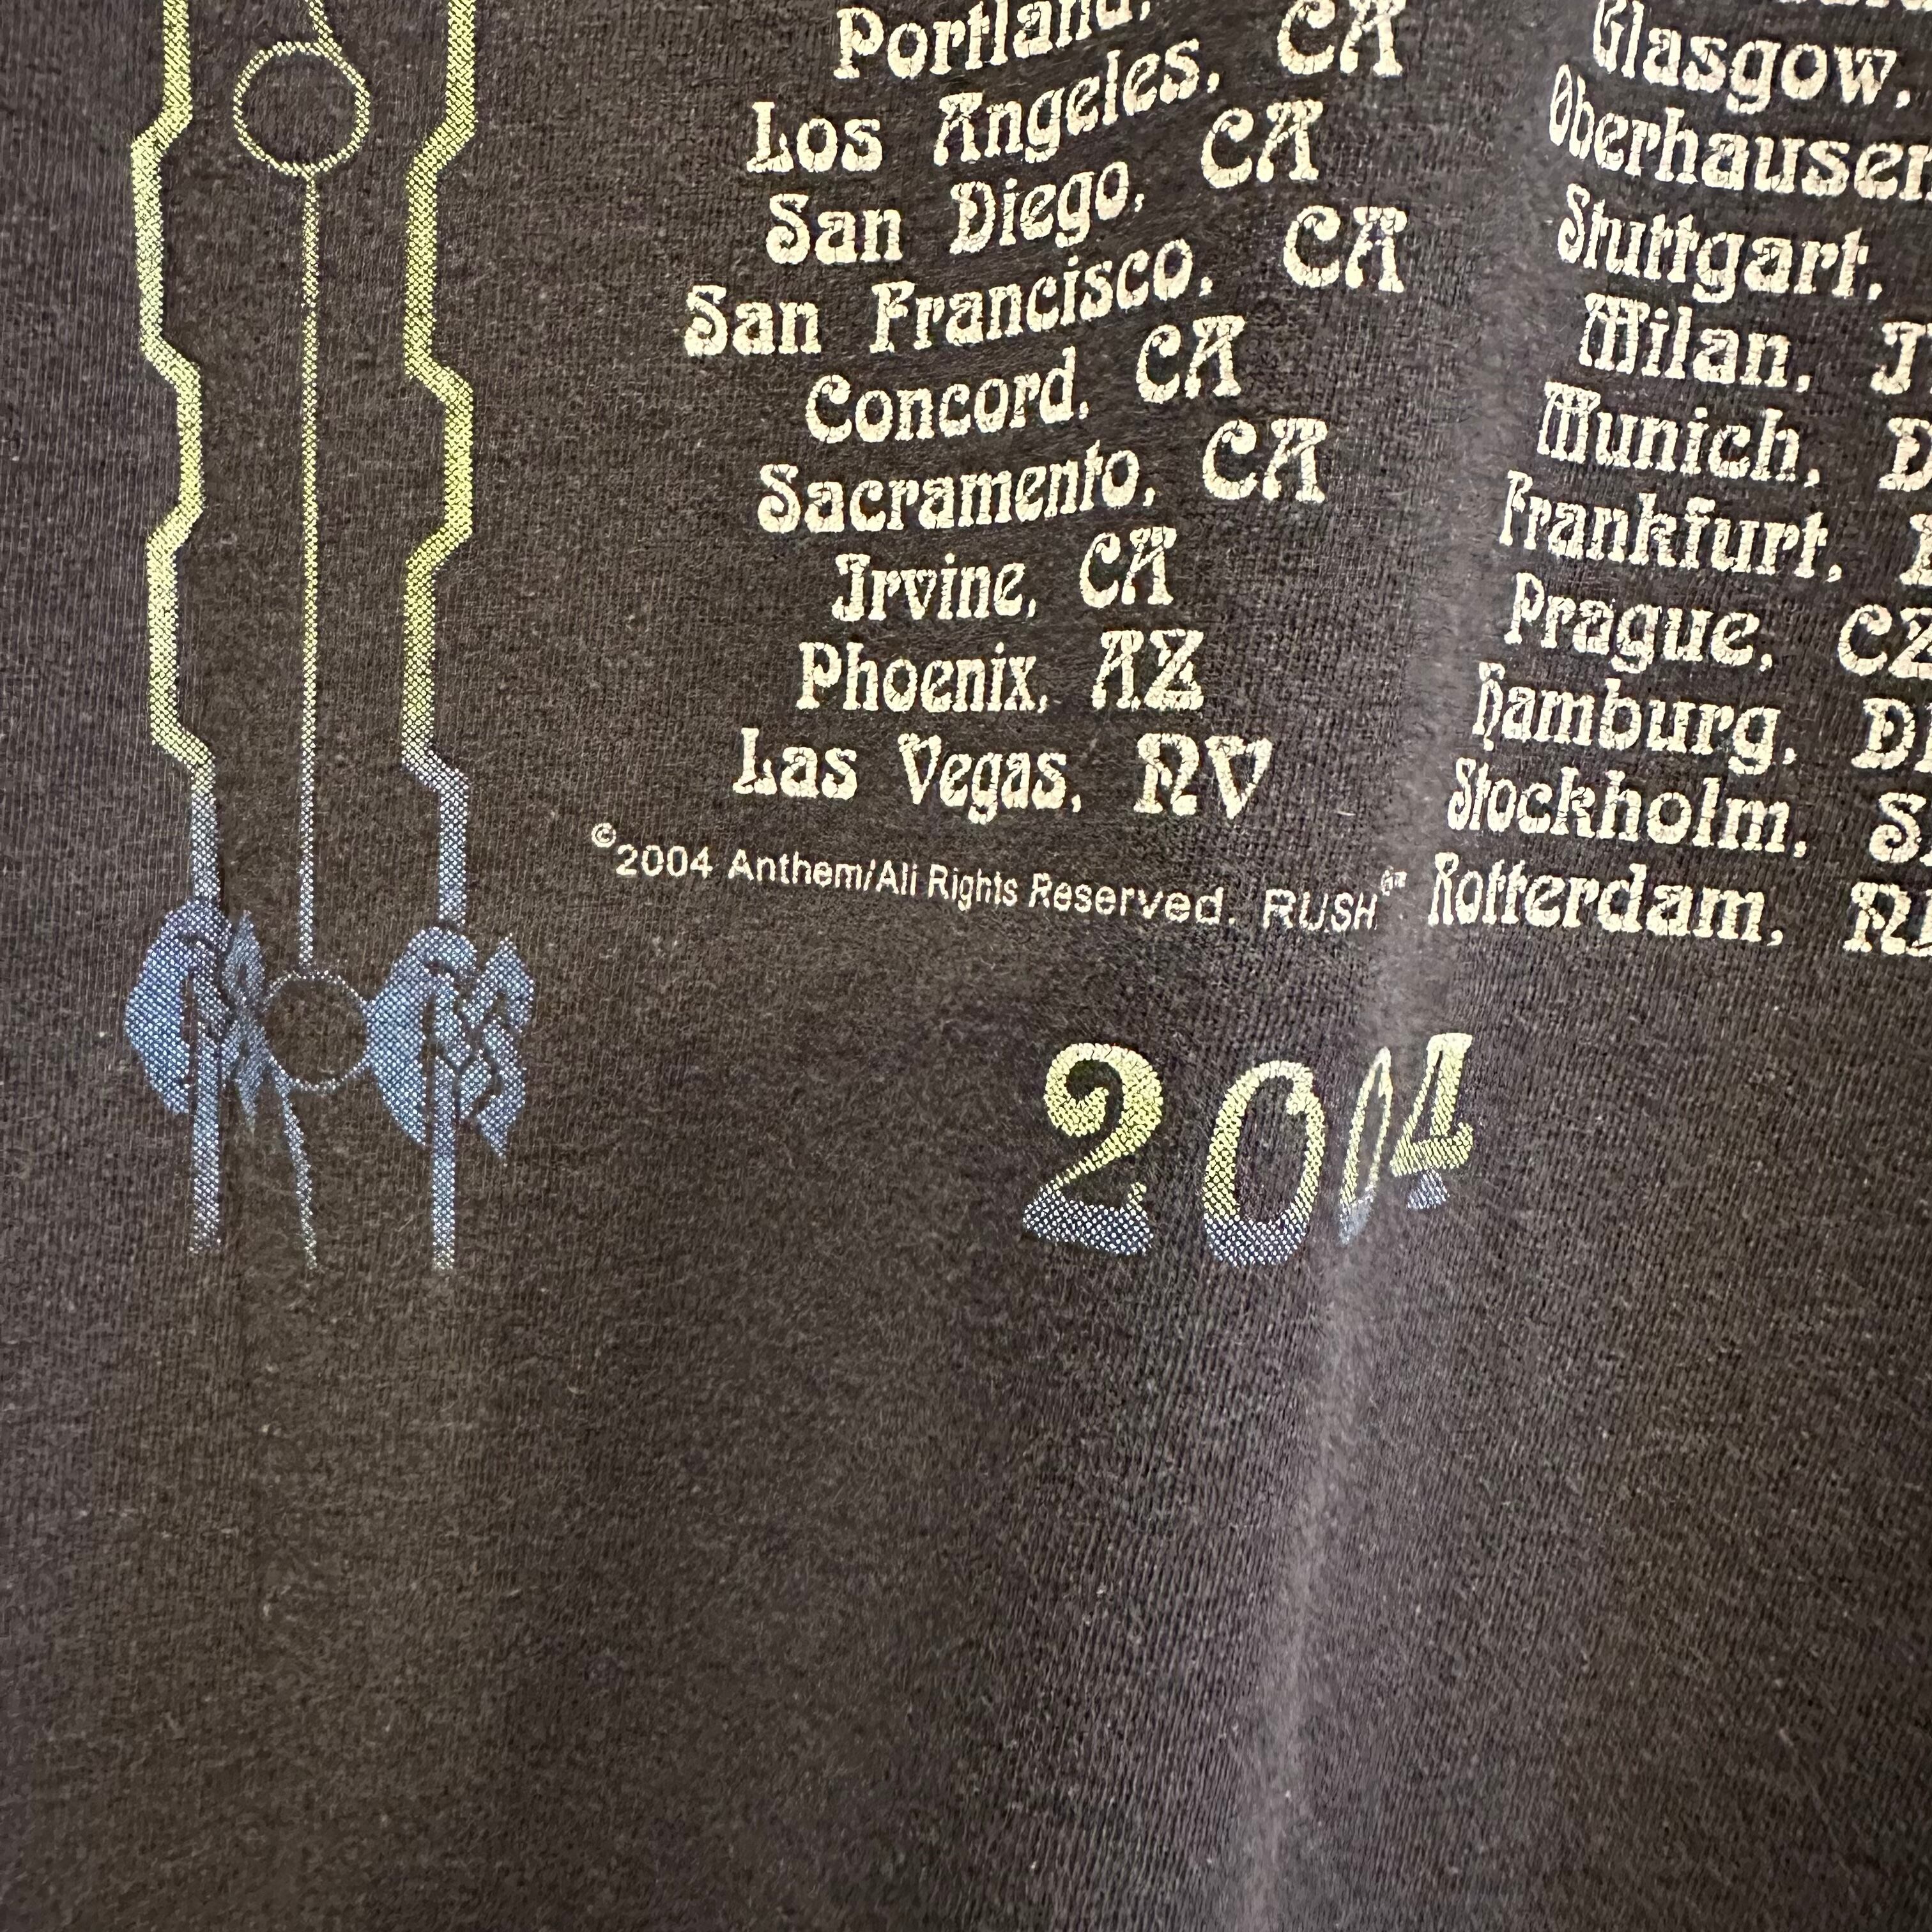 Portland,
Los Angeles, CA
San Diego, CA
San Francisco, CA
Concord, CA
Sacramento, CA
Irvine, CA
Phoenix, AZ
Las Vegas, NV
©2004 Anthem/All Rights Reserved. RUSH
Glasgow,
Oberhausen
Stuttgart,
Milan, I
Munich, D
Frankfurt,
Prague, CZ
Hamburg, D
Stockholm, S
Rotterdam, N
2004